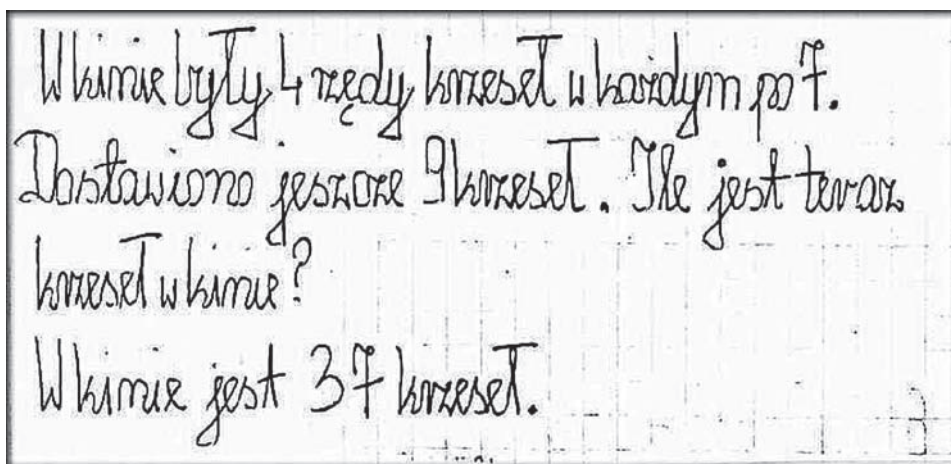 W kinie były 4 rzędy krzeseł w każdym po 7.
Dostawiono jeszcze 9 krzeseł. Ile jest teraz
krzeseł w kinie?
W kinie jest 37 krzeseł.